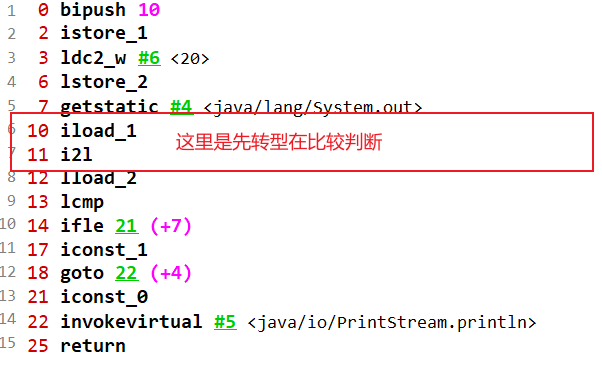 1 0 bipush 10
2 2 istore_1
3 3 ldc2_w #6 <20>
4 6 lstore_2
5 7 getstatic #4 <java/lang/System.out>
6 10 iload_1 这里是先转型在比较判断
7 11 i2l
8 12 lload_2
9 13 lcmp
10 14 ifle 21 (+7)
11 17 iconst_1
12 18 goto 22 (+4)
13 21 iconst_0
14 22 invokevirtual #5 <java/io/PrintStream.println>
15 25 return